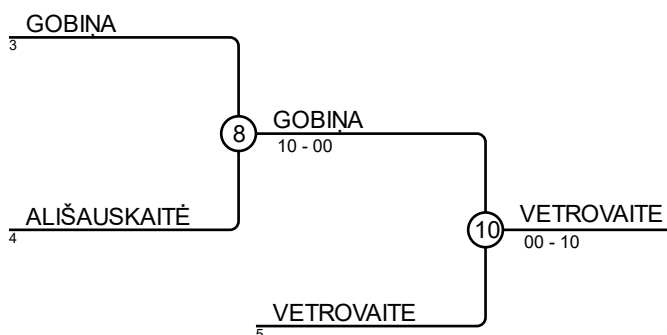 GOBIŅA
3
8
GOBIŅA
10 - 00
ALIŠAUSKAITĖ
4
10
VETROVAITE
00 - 10
VETROVAITE
5